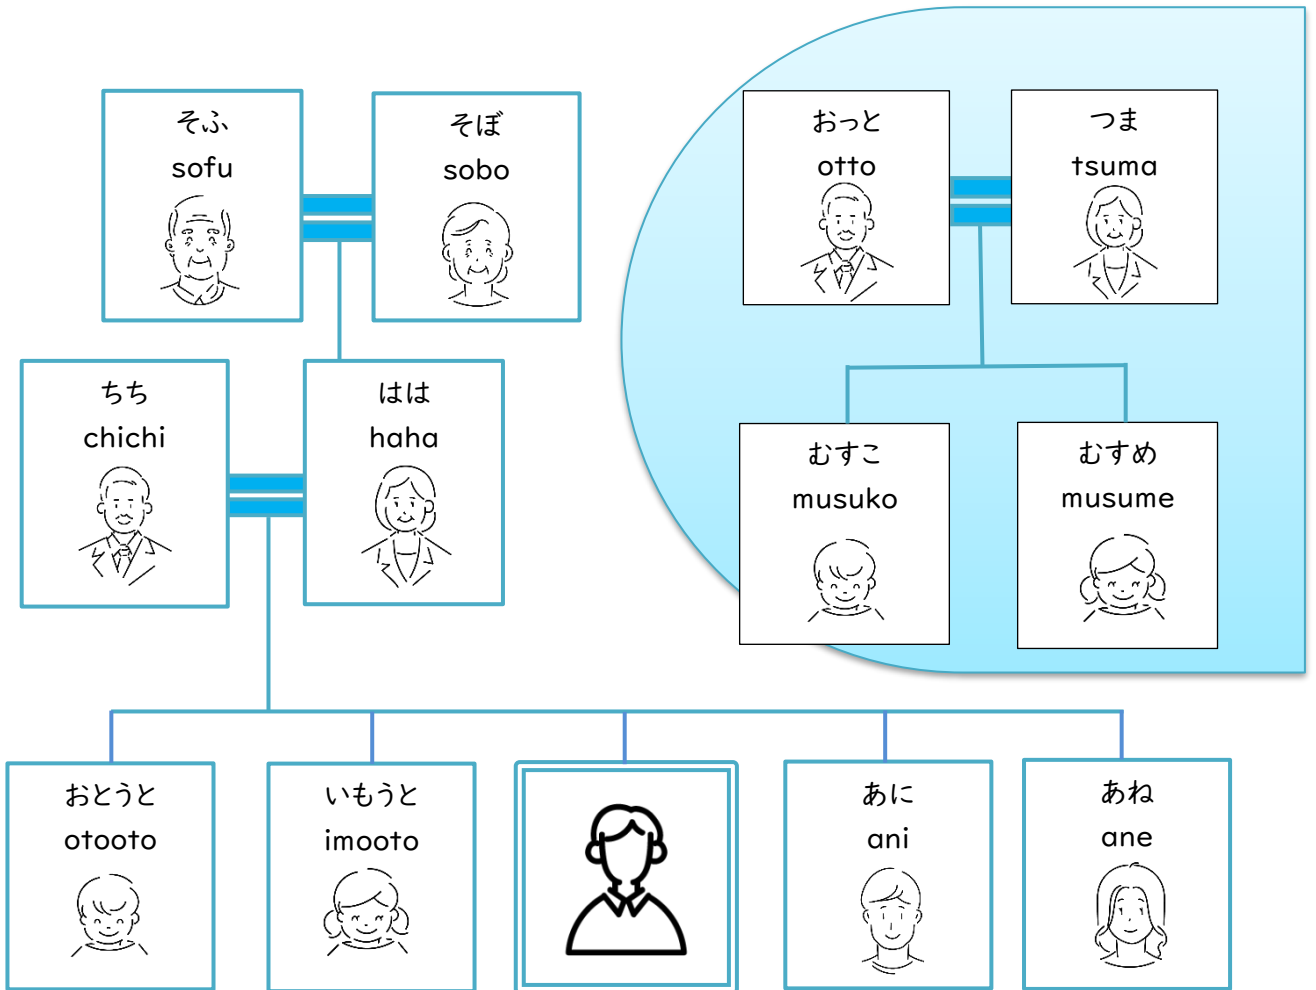 そふ
sofu
そぼ
sobo
おっと
otto
つま
tsuma
ちち
chichi
はは
haha
むすこ
musuko
むすめ
musume
おとうと
otooto
いもうと
imooto
あに
ani
あね
ane